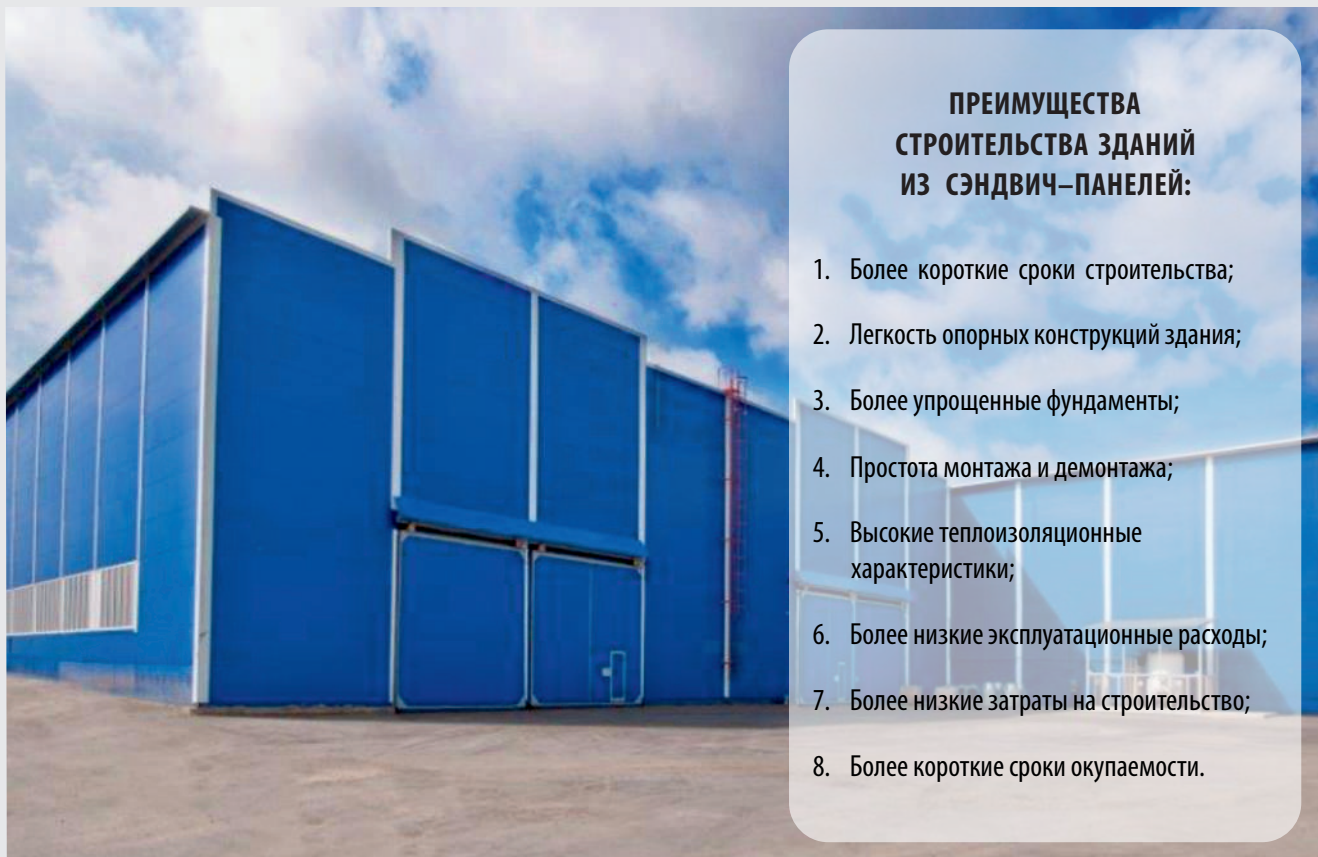 ПРЕИМУЩЕСТВА
СТРОИТЕЛЬСТВА ЗДАНИЙ
ИЗ СЭНДВИЧ–ПАНЕЛЕЙ:
1. Более короткие сроки строительства;
2. Легкость опорных конструкций здания;
3. Более упрощенные фундаменты;
4. Простота монтажа и демонтажа;
5. Высокие теплоизоляционные
характеристики;
6. Более низкие эксплуатационные расходы;
7. Более низкие затраты на строительство;
8. Более короткие сроки окупаемости.